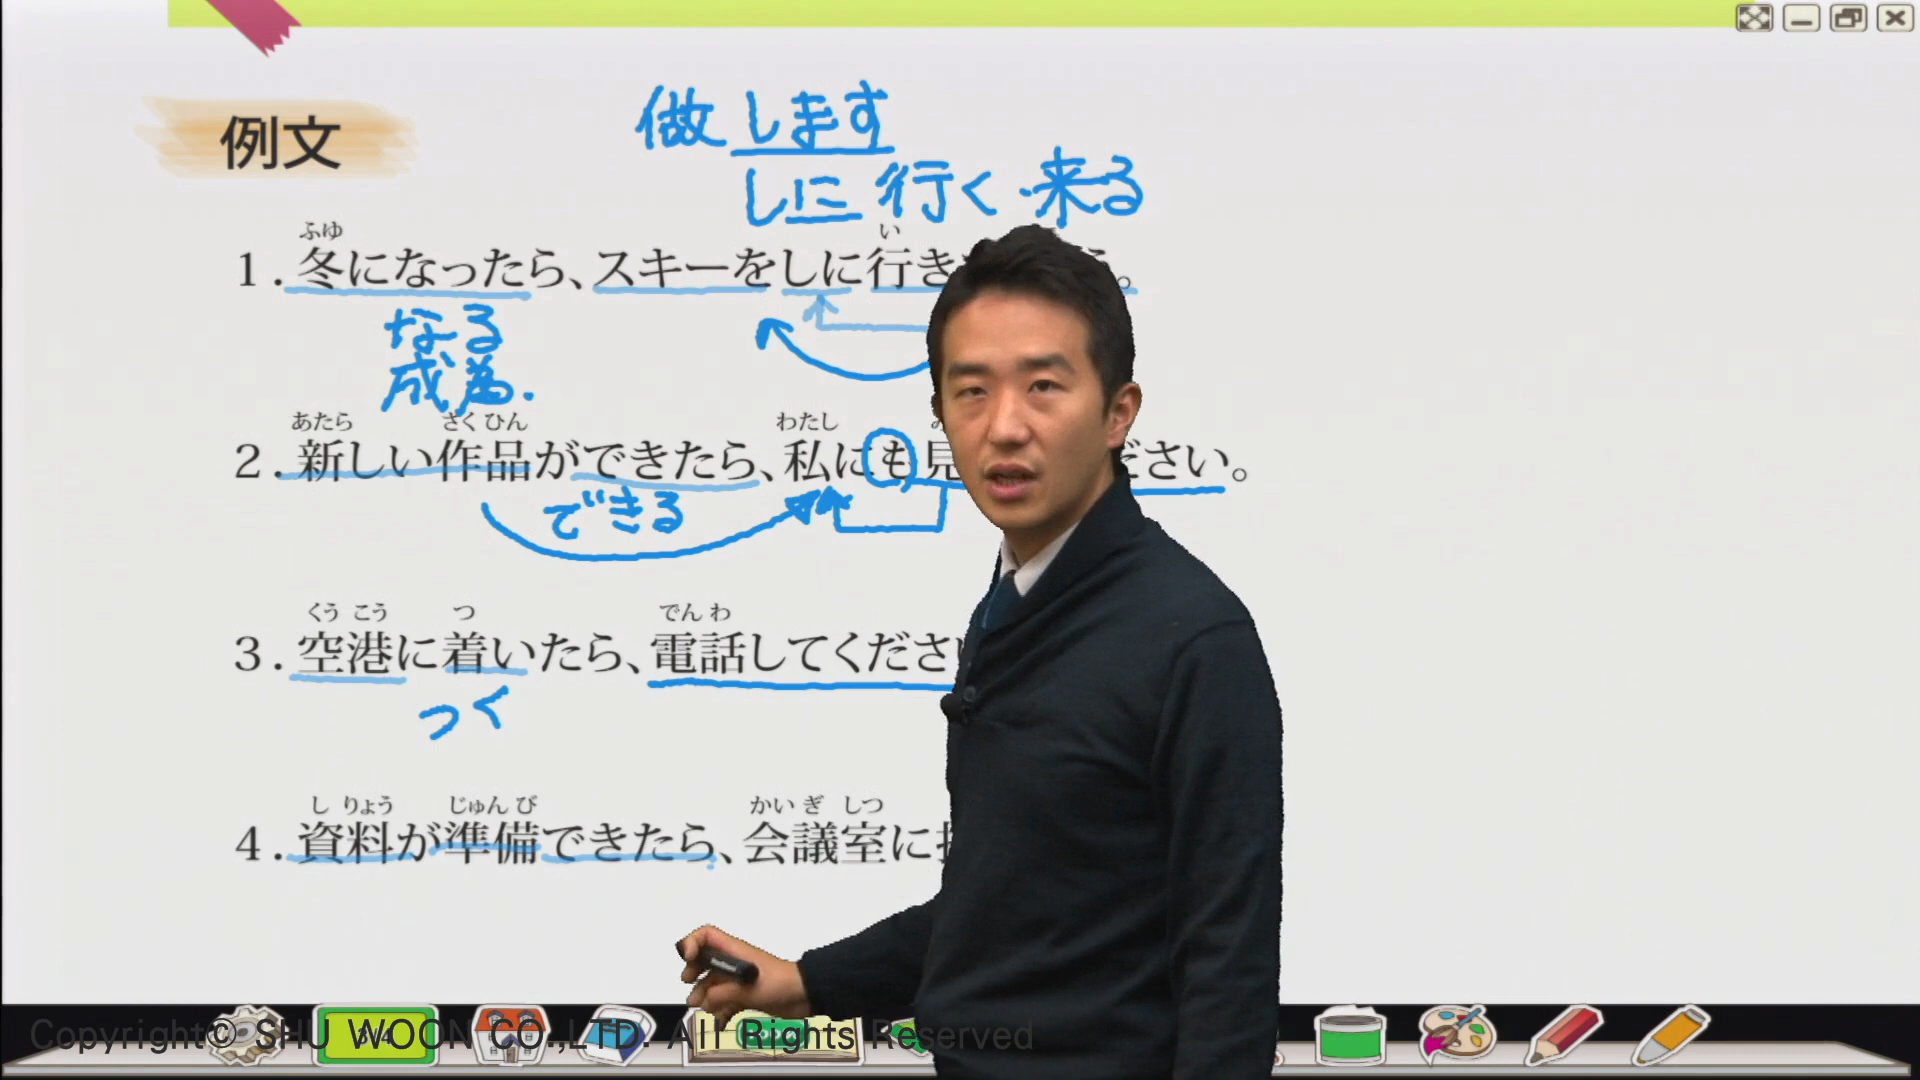 例文
做します
しに行く・来る
ふゆ い
1.冬になったら、スキーをしに行き う。
なる
成為.
あたら さくひん わたし
2.新しい作品ができたら、私にも見 ださい。
できる
くうこう つ でんわ
3.空港に着いたら、電話してくださ
つく
しりょう じゅんび かいぎしつ
4.資料が準備できたら、会議室に
Copyright© SHU WOON CO.,LTD. All Rights Reserved